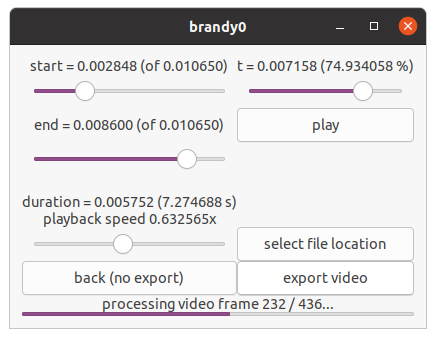 brandy0
start = 0.002848 (of 0.010650)
t = 0.007158 (74.934058 %)
end = 0.008600 (of 0.010650)
play
duration = 0.005752 (7.274688 s)
playback speed 0.632565x
select file location
back (no export)
export video
processing video frame 232 / 436...